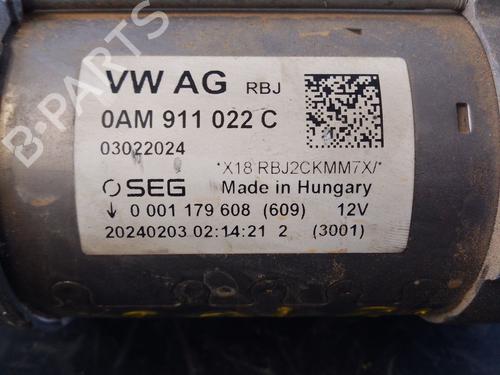 VW AG RBJ
0AM 911 022 C
03022024
*X18 RBJ2CKMM7X/*
SEG Made in Hungary
↓ 0 001 179 608 (609) 12V
20240203 02:14:21 2 (3001)
B-Parts